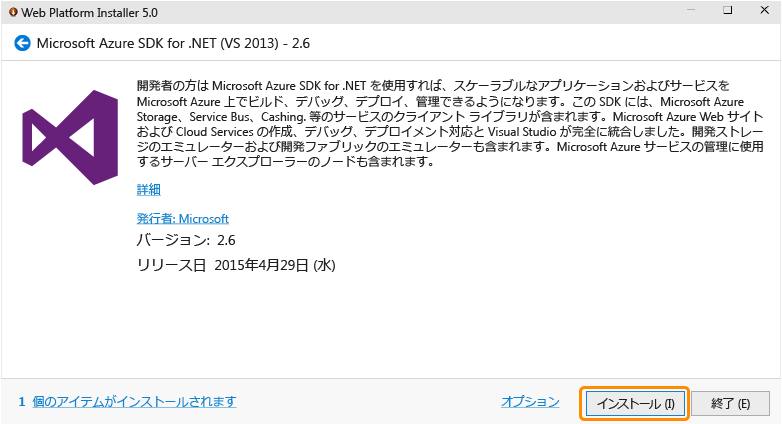 Web Platform Installer 5.0
Microsoft Azure SDK for .NET (VS 2013) - 2.6
開発者の方は Microsoft Azure SDK for .NET を使用すれば、スケーラブルなアプリケーションおよびサービスを
Microsoft Azure 上でビルド、デバッグ、デプロイ、管理できるようになります。この SDK には、Microsoft Azure
Storage、Service Bus、Cashing. 等のサービスのクライアント ライブラリが含まれます。Microsoft Azure Web サイト
および Cloud Services の作成、デバッグ、デプロイメント対応と Visual Studio が完全に統合しました。開発ストレー
ジのエミュレーターおよび開発ファブリックのエミュレーターも含まれます。Microsoft Azure サービスの管理に使用
するサーバー エクスプローラーのノードも含まれます。
詳細
発行者: Microsoft
バージョン: 2.6
リリース日 2015年4月29日 (水)
1 個のアイテムがインストールされます オプション インストール (I) 終了 (E)